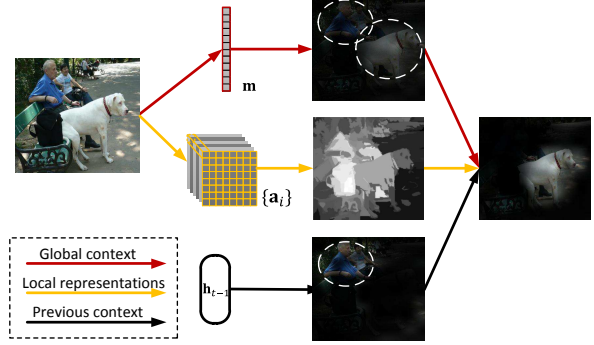 m
{a_i}
Global context
Local representations
Previous context
h_{t−1}